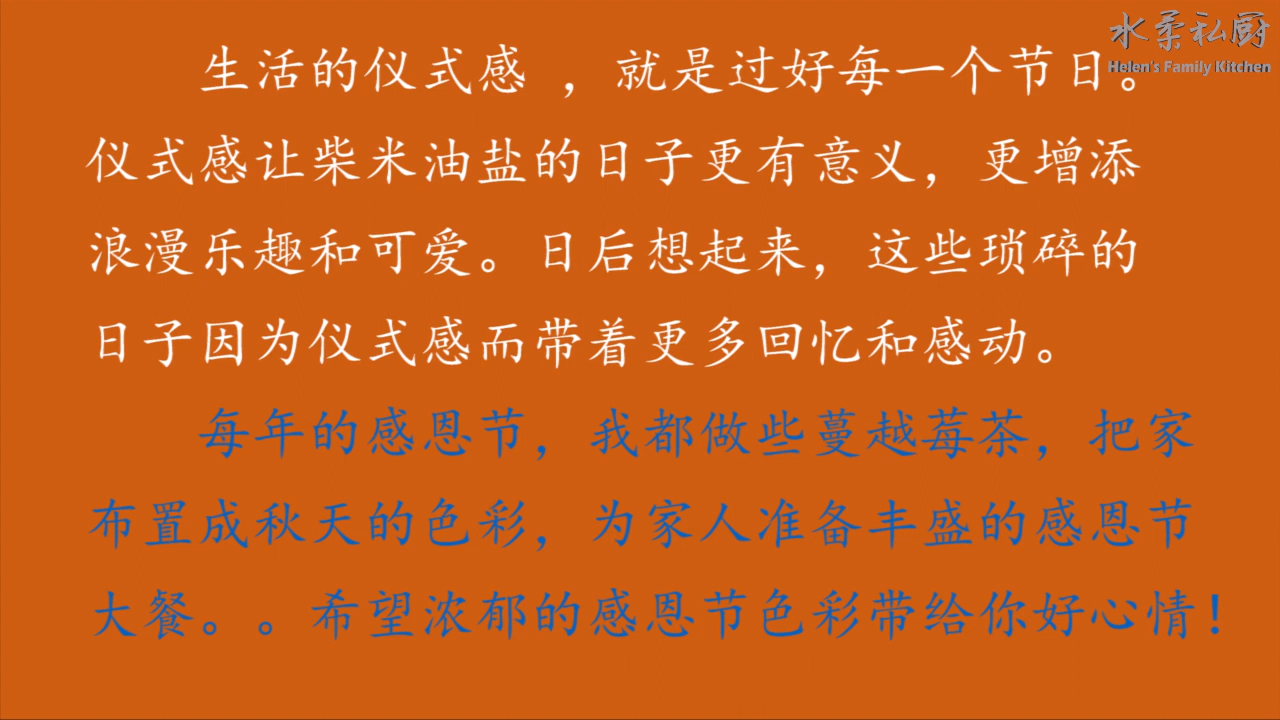 水柔私厨
Helen's Family Kitchen
生活的仪式感 ，就是过好每一个节日。
仪式感让柴米油盐的日子更有意义，更增添
浪漫乐趣和可爱。日后想起来，这些琐碎的
日子因为仪式感而带着更多回忆和感动。
每年的感恩节，我都做些蔓越莓茶，把家
布置成秋天的色彩，为家人准备丰盛的感恩节
大餐。。希望浓郁的感恩节色彩带给你好心情！